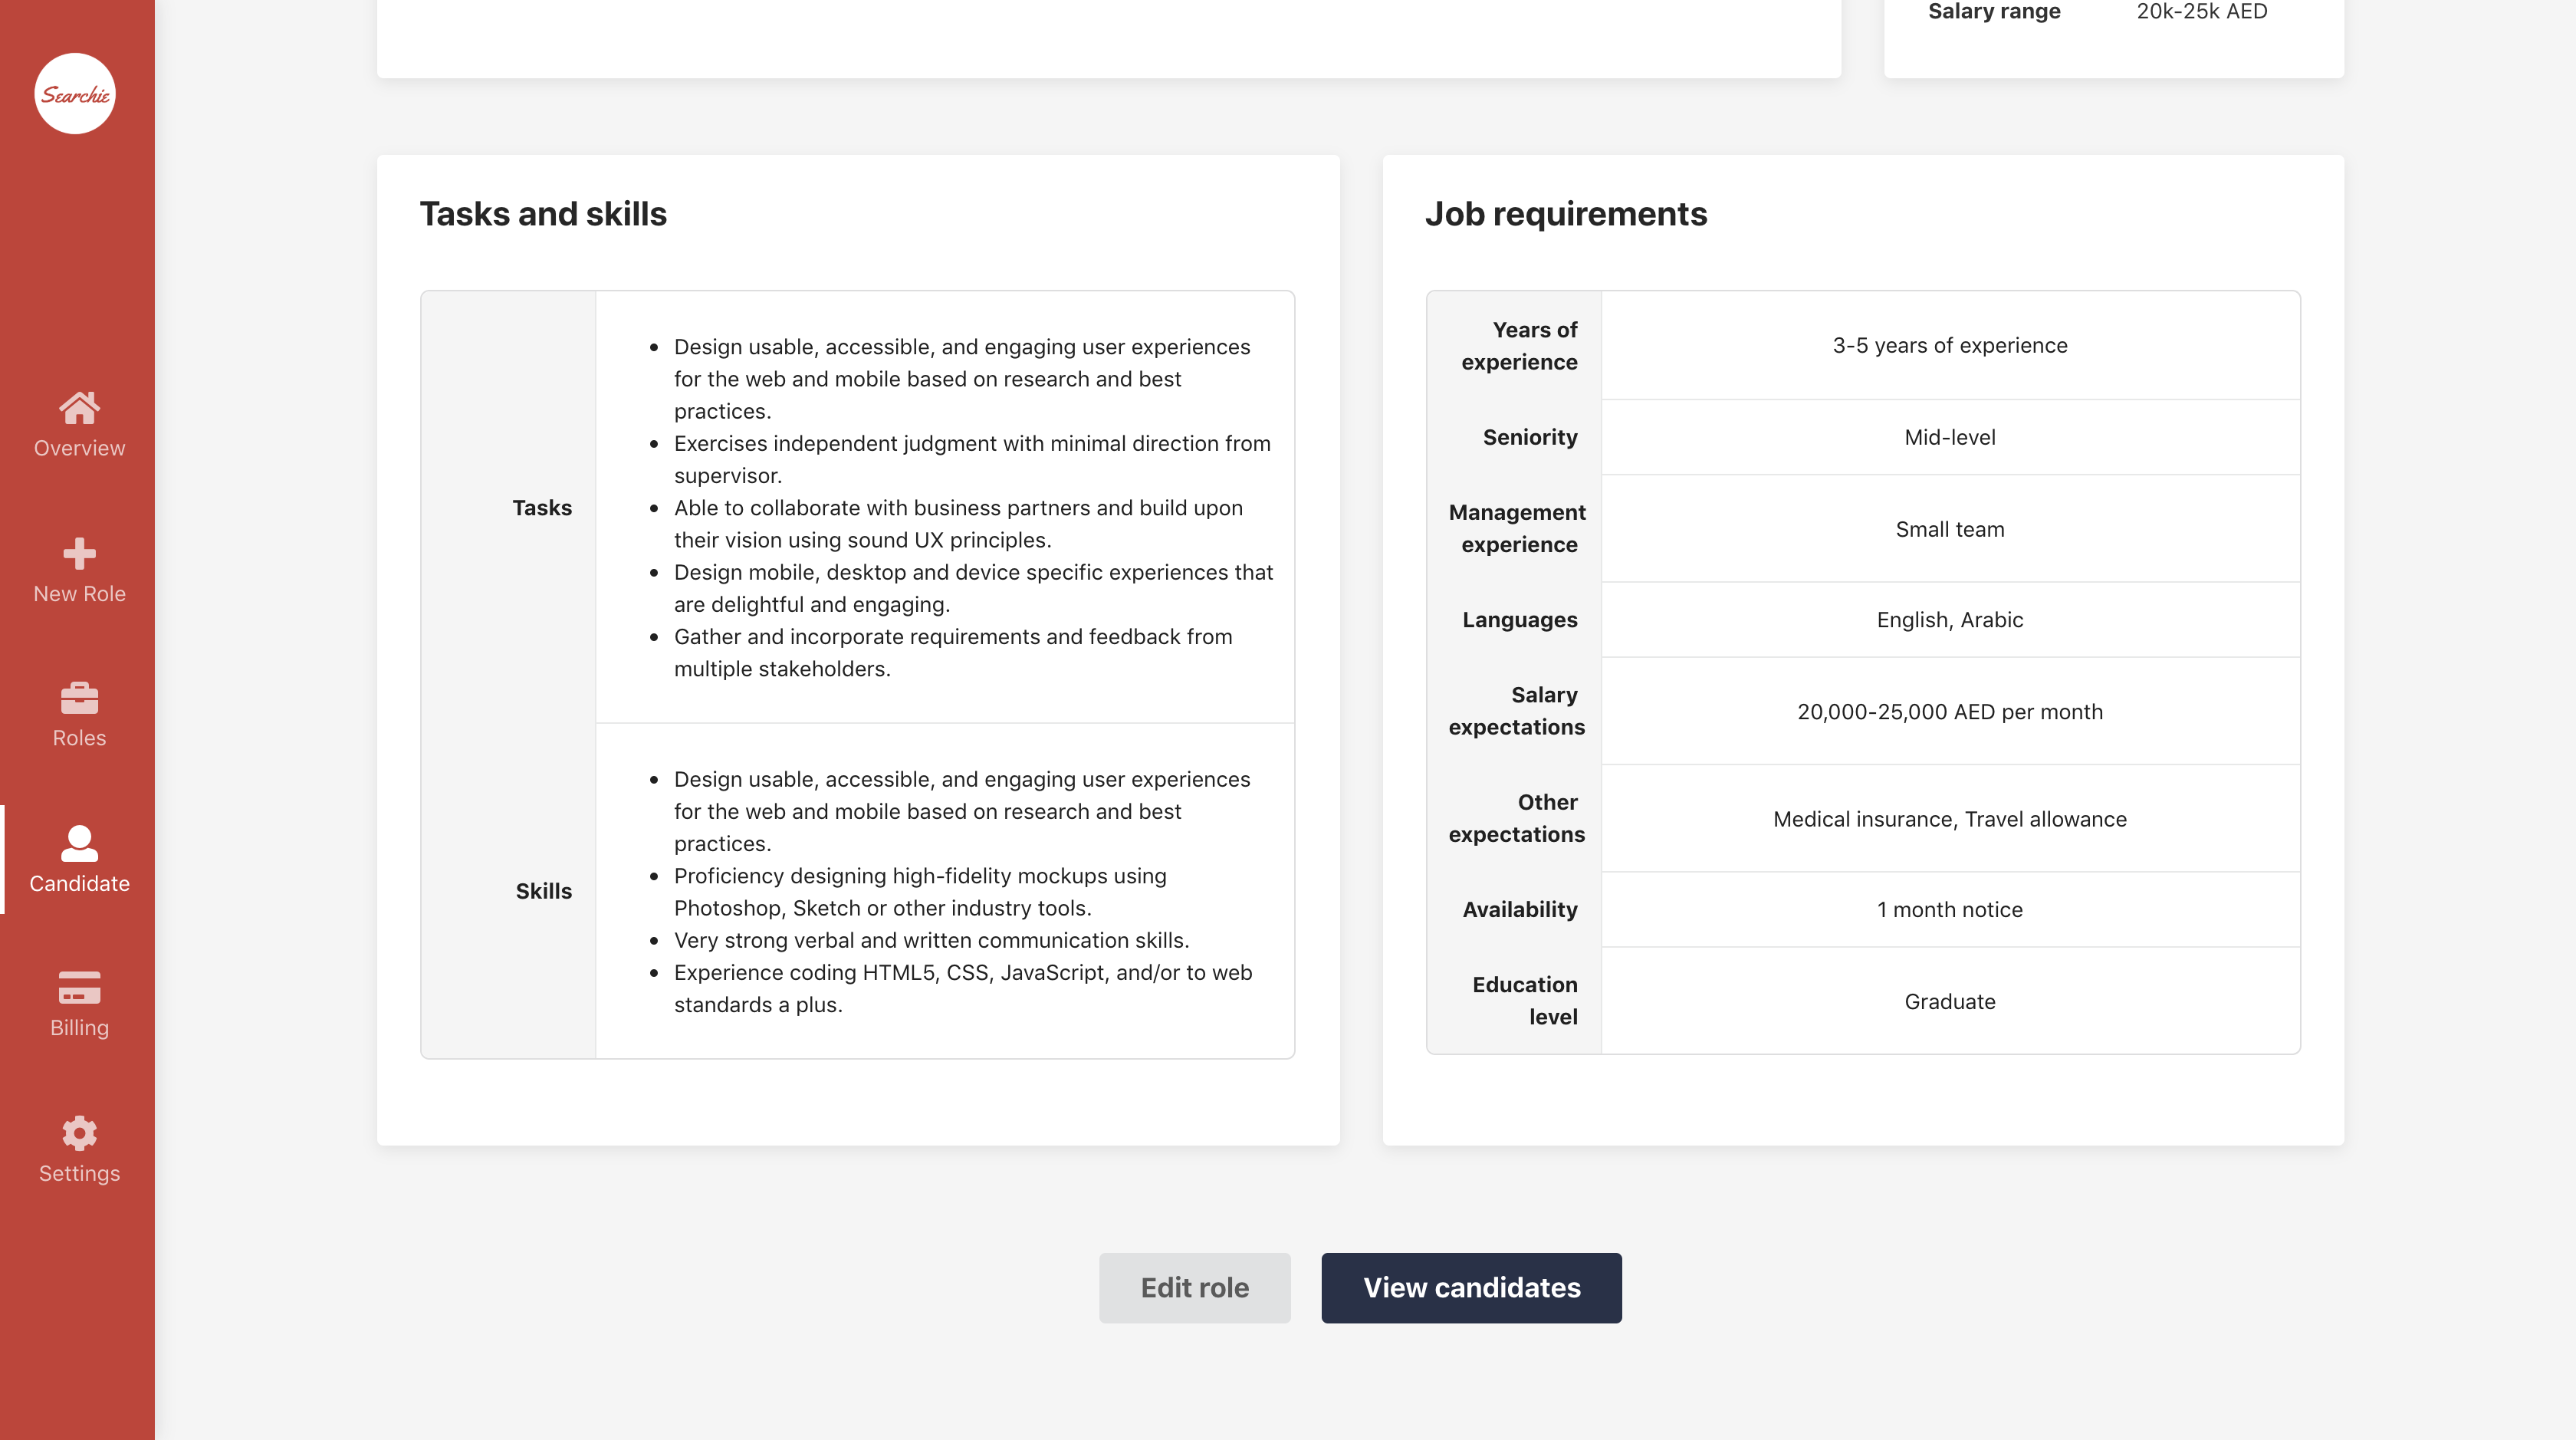 Searchie
Overview
New Role
Roles
Candidate
Billing
Settings
Salary range 20k-25k AED
Tasks and skills
Tasks
Design usable, accessible, and engaging user experiences
for the web and mobile based on research and best
practices.
Exercises independent judgment with minimal direction from
supervisor.
Able to collaborate with business partners and build upon
their vision using sound UX principles.
Design mobile, desktop and device specific experiences that
are delightful and engaging.
Gather and incorporate requirements and feedback from
multiple stakeholders.
Skills
Design usable, accessible, and engaging user experiences
for the web and mobile based on research and best
practices.
Proficiency designing high-fidelity mockups using
Photoshop, Sketch or other industry tools.
Very strong verbal and written communication skills.
Experience coding HTML5, CSS, JavaScript, and/or to web
standards a plus.
Job requirements
Years of
experience
3-5 years of experience
Seniority
Mid-level
Management
experience
Small team
Languages
English, Arabic
Salary
expectations
20,000-25,000 AED per month
Other
expectations
Medical insurance, Travel allowance
Availability
1 month notice
Education
level
Graduate
Edit role
View candidates